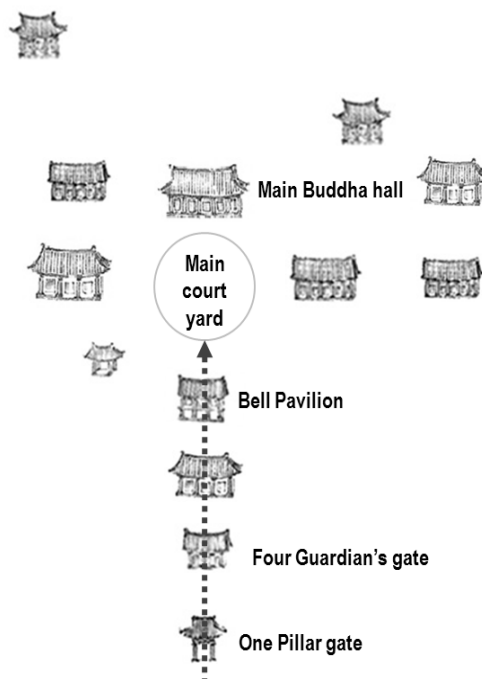 Main Buddha hall
Main
court
yard
Bell Pavilion
Four Guardian's gate
One Pillar gate